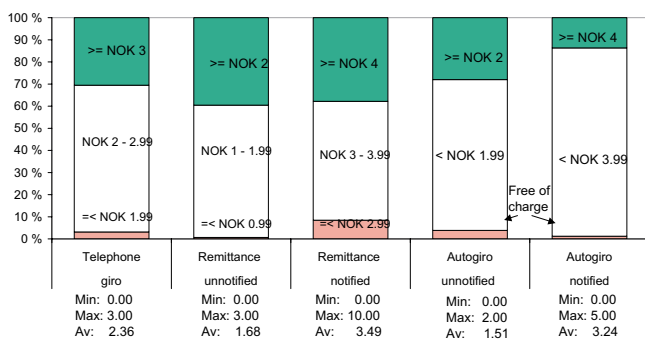 100 %
90 %
80 %
70 %
60 %
50 %
40 %
30 %
20 %
10 %
0 %
>= NOK 3
NOK 2 - 2.99
=< NOK 1.99
>= NOK 2
NOK 1 - 1.99
=< NOK 0.99
>= NOK 4
NOK 3 - 3.99
=< NOK 2.99
>= NOK 2
< NOK 1.99
>= NOK 4
< NOK 3.99
Free of
charge
Telephone
giro
Min: 0.00
Max: 3.00
Av: 2.36
Remittance
unnotified
Min: 0.00
Max: 3.00
Av: 1.68
Remittance
notified
Min: 0.00
Max: 10.00
Av: 3.49
Autogiro
unnotified
Min: 0.00
Max: 2.00
Av: 1.51
Autogiro
notified
Min: 0.00
Max: 5.00
Av: 3.24